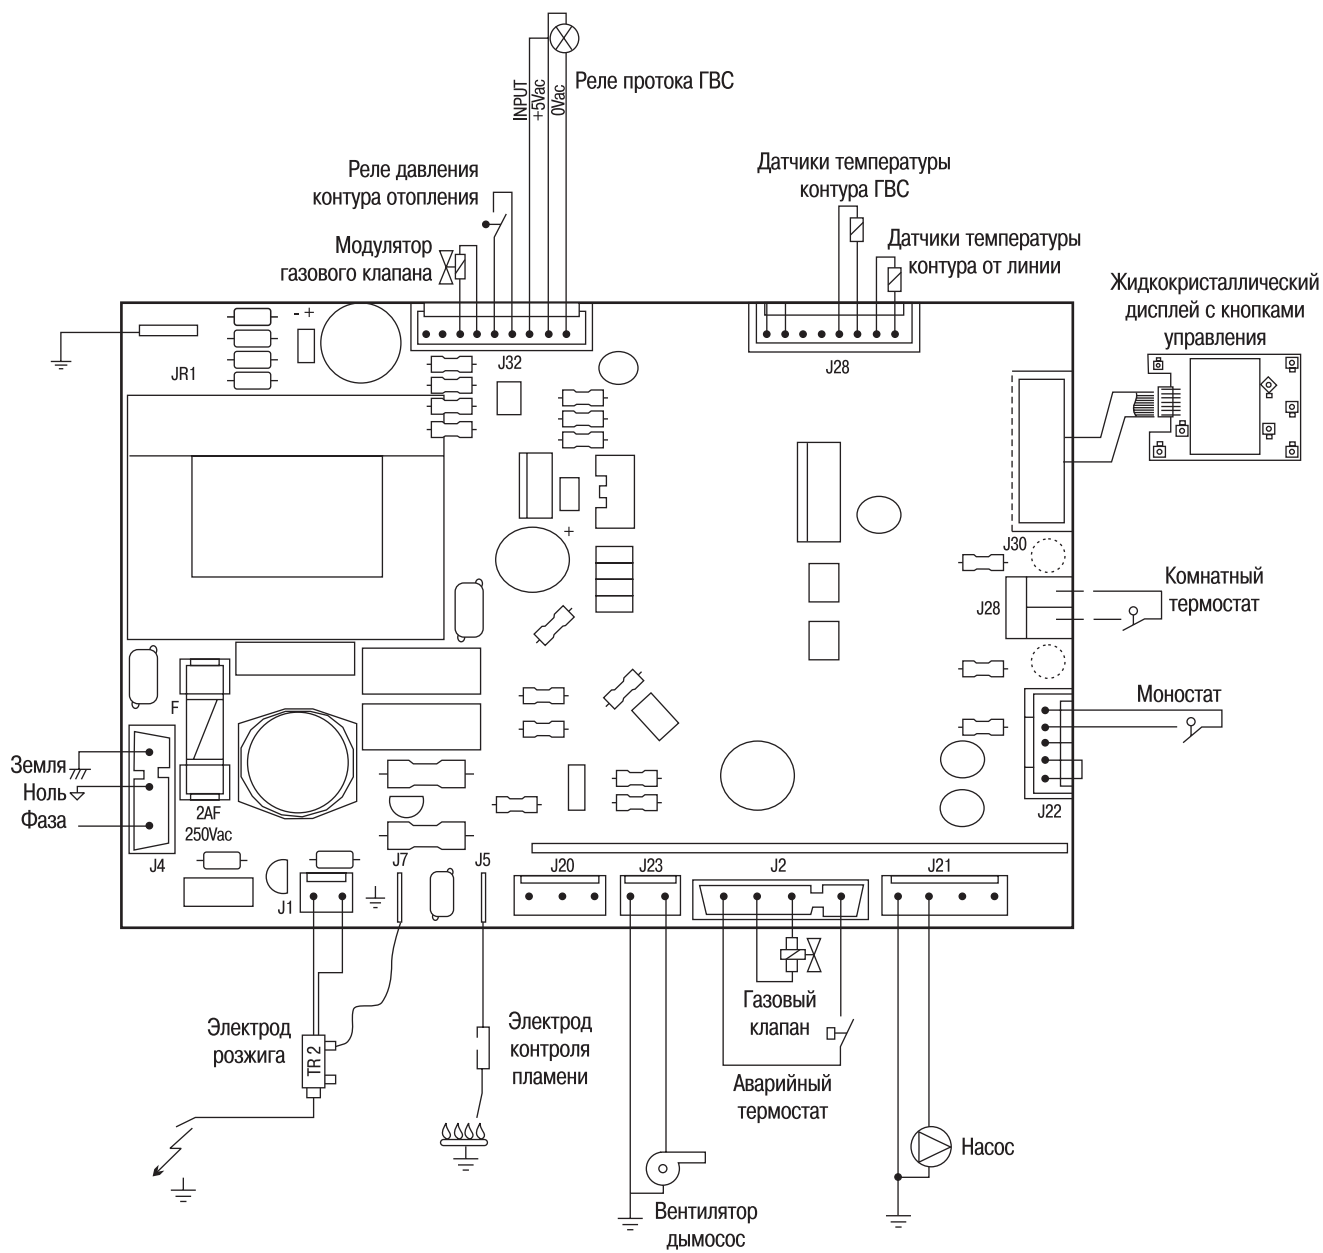 INPUT
+5Vac
0Vac
Реле протока ГВС
Реле давления
контура отопления
Модулятор
газового клапана
Датчики температуры
контура ГВС
Датчики температуры
контура от линии
Жидкокристаллический
дисплей с кнопками
управления
- +
JR1
J32
J28
+
J30
J28
Комнатный
термостат
Моностат
F
Земля
Ноль
Фаза
2AF
250Vac
J22
J4
J7
J5
J20
J23
J2
J21
J1
Электрод
розжига
TR 2
Электрод
контроля
пламени
Газовый
клапан
Аварийный
термостат
Насос
Вентилятор
дымосос